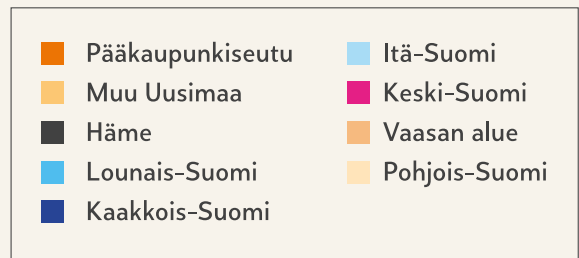 Pääkaupunkiseutu
Muu Uusimaa
Häme
Lounais-Suomi
Kaakkois-Suomi
Itä-Suomi
Keski-Suomi
Vaasan alue
Pohjois-Suomi